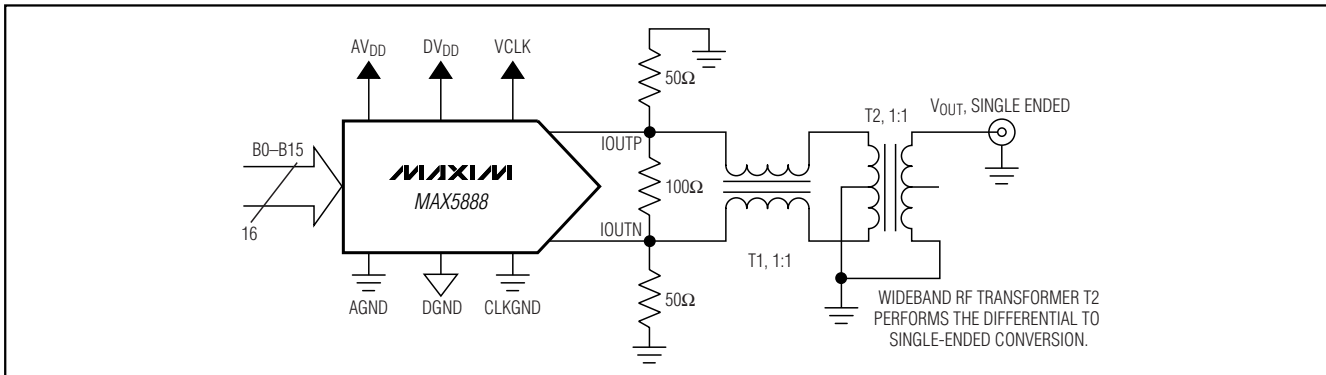 AVDD
DVDD
VCLK
50Ω
VOUT, SINGLE ENDED
T2, 1:1
B0–B15
IOUTP
MAXIM
MAX5888
100Ω
16
IOUTN
T1, 1:1
50Ω
AGND
DGND
CLKGND
WIDEBAND RF TRANSFORMER T2
PERFORMS THE DIFFERENTIAL TO
SINGLE-ENDED CONVERSION.